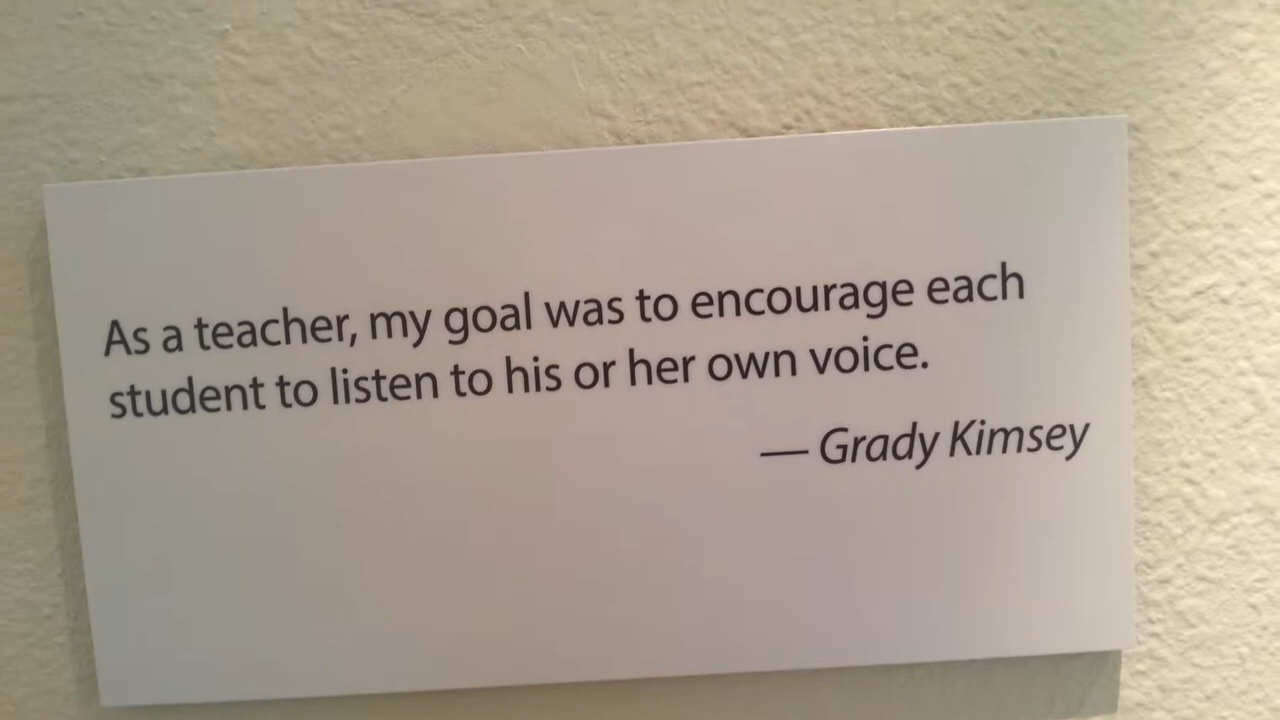 As a teacher, my goal was to encourage each
student to listen to his or her own voice.
— Grady Kimsey